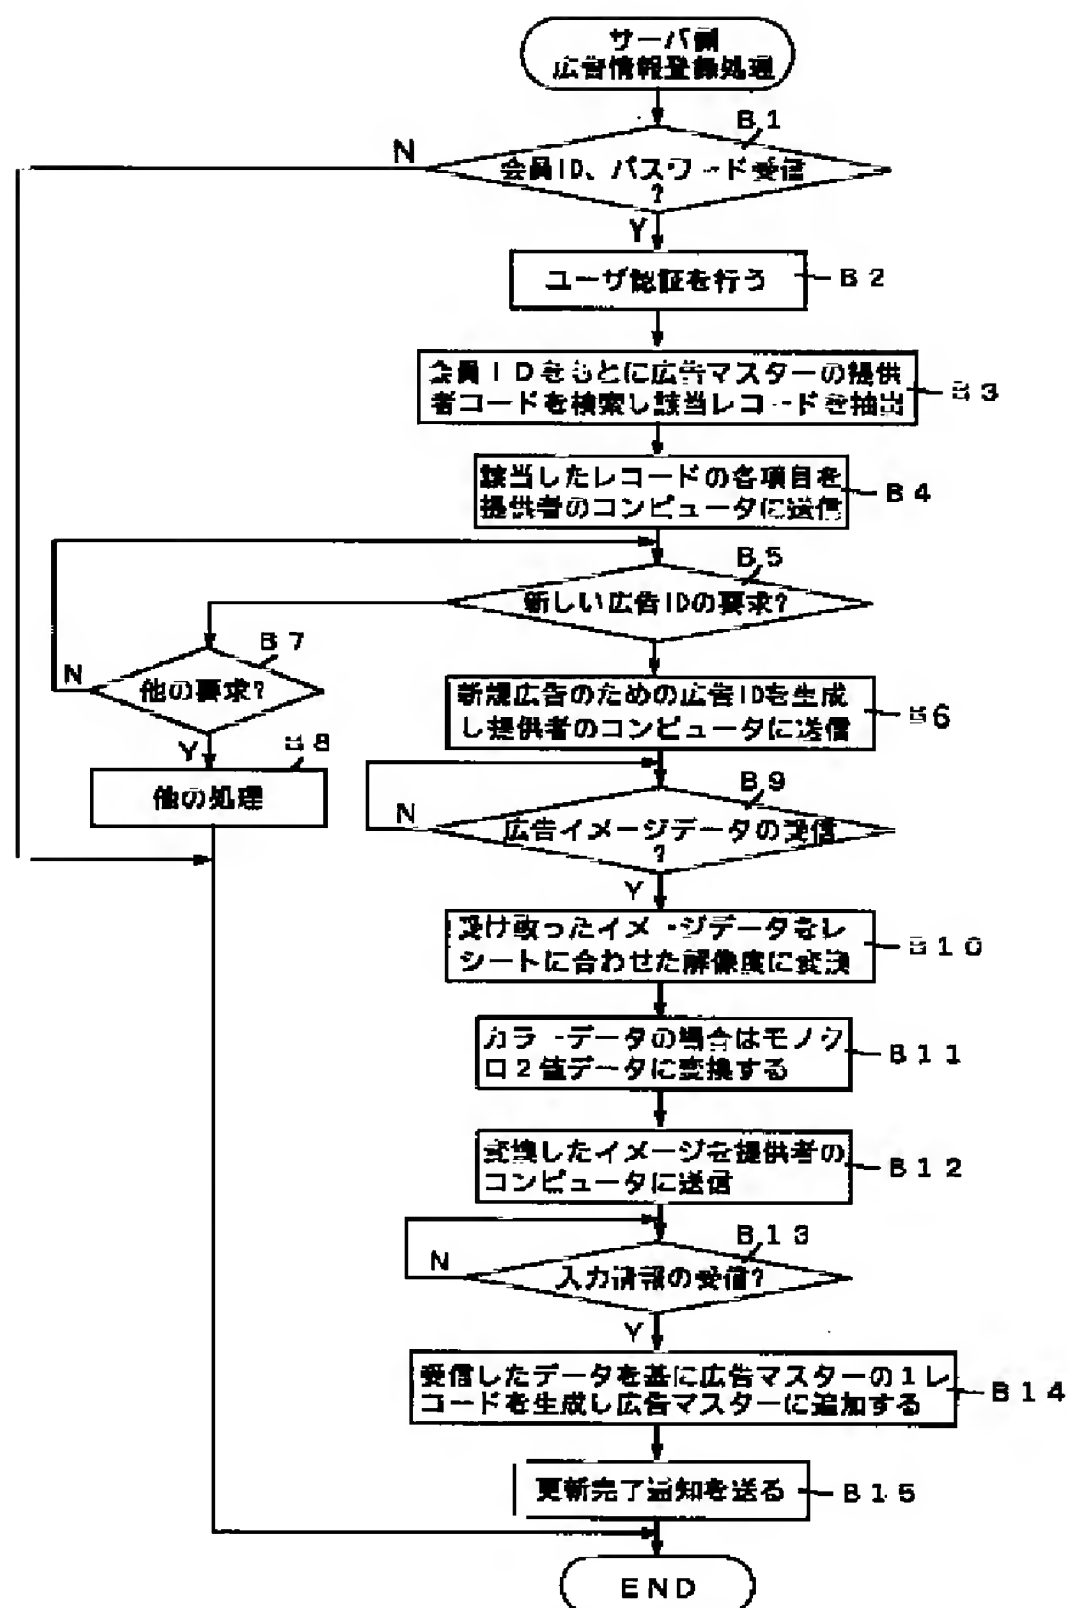 サーバ側
広告情報登録処理
B1
N
会員ID、パスワード受信
?
Y
ユーザ認証を行う
B2
会員IDをもとに広告マスターの提供
者コードを検索し該当レコードを抽出
B3
該当したレコードの各項目を
提供者のコンピュータに送信
B4
B5
新しい広告IDの要求?
B7
N
他の要求?
Y
B8
他の処理
新規広告のための広告IDを生成
し提供者のコンピュータに送信
B6
B9
N
広告イメージデータの受信
?
Y
受け取ったイメージデータをレ
シートに合わせた解像度に変換
B10
カラーデータの場合はモノク
ロ2値データに変換する
B11
変換したイメージを提供者の
コンピュータに送信
B12
B13
N
入力情報の受信?
Y
受信したデータを基に広告マスターの1レ
コードを生成し広告マスターに追加する
B14
更新完了通知を送る
B15
END